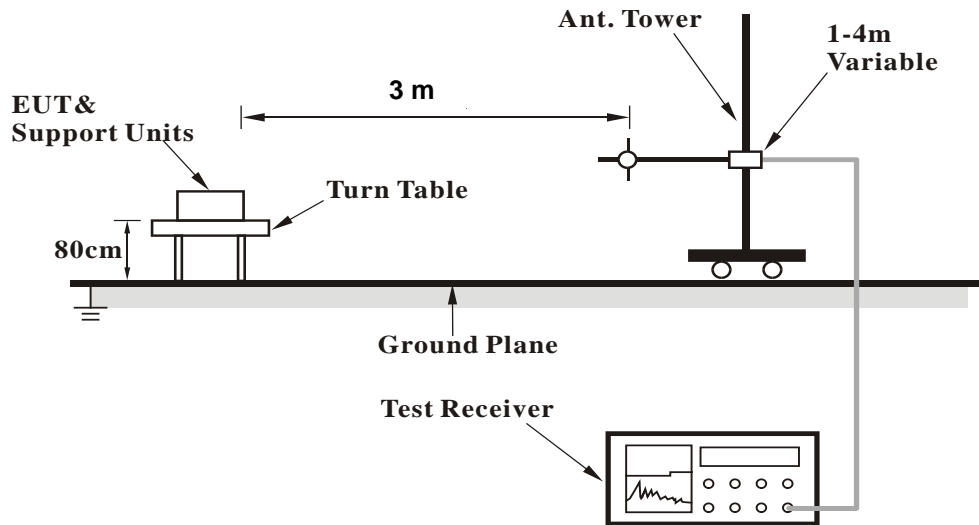 Ant. Tower
1-4m
Variable
3 m
EUT&
Support Units
Turn Table
80cm
Ground Plane
Test Receiver